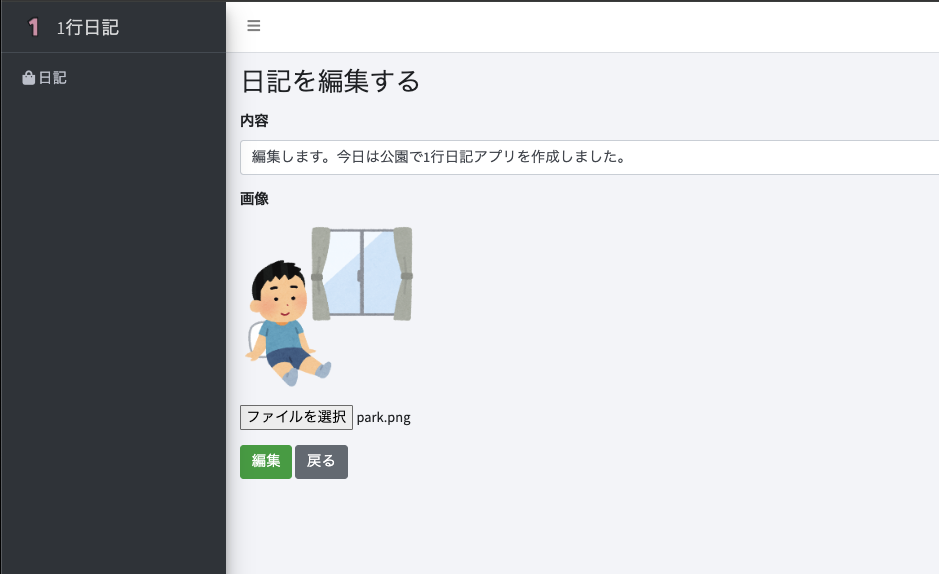 1 1行日記
日記
日記を編集する
内容
編集します。今日は公園で1行日記アプリを作成しました。
画像
ファイルを選択 park.png
編集 戻る